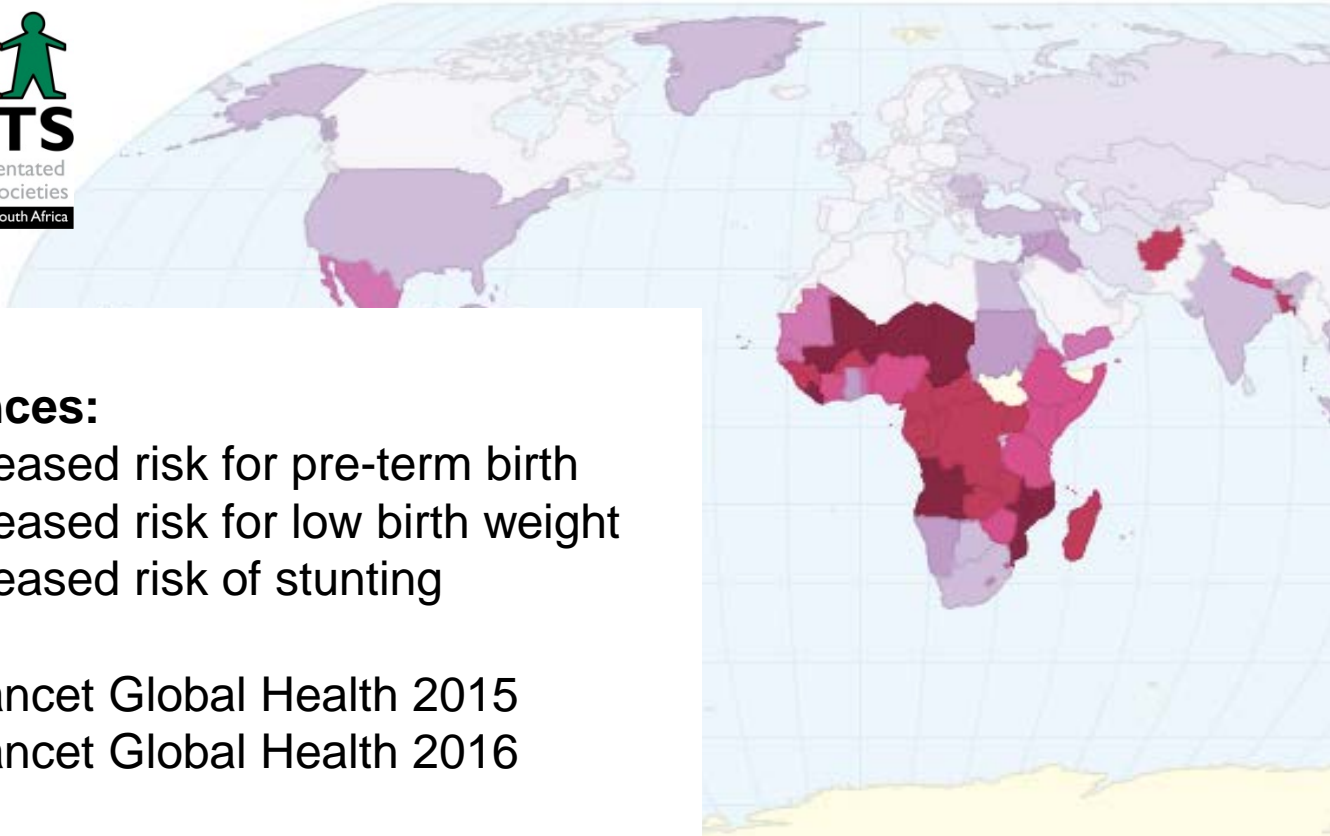 TS
entated
ocieties
outh Africa
nces:
eased risk for pre-term birth
eased risk for low birth weight
eased risk of stunting
ancet Global Health 2015
ancet Global Health 2016